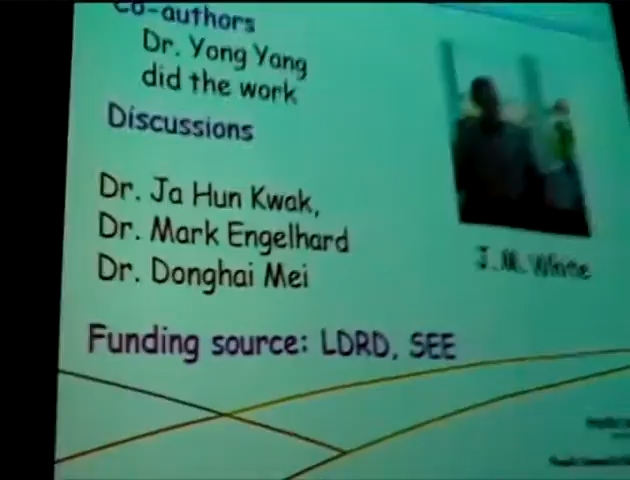 Co-authors
Dr. Yong Yang
did the work
Discussions
Dr. Ja Hun Kwak,
Dr. Mark Engelhard
Dr. Donghai Mei
J.M. White
Funding source: LDRD, SEE